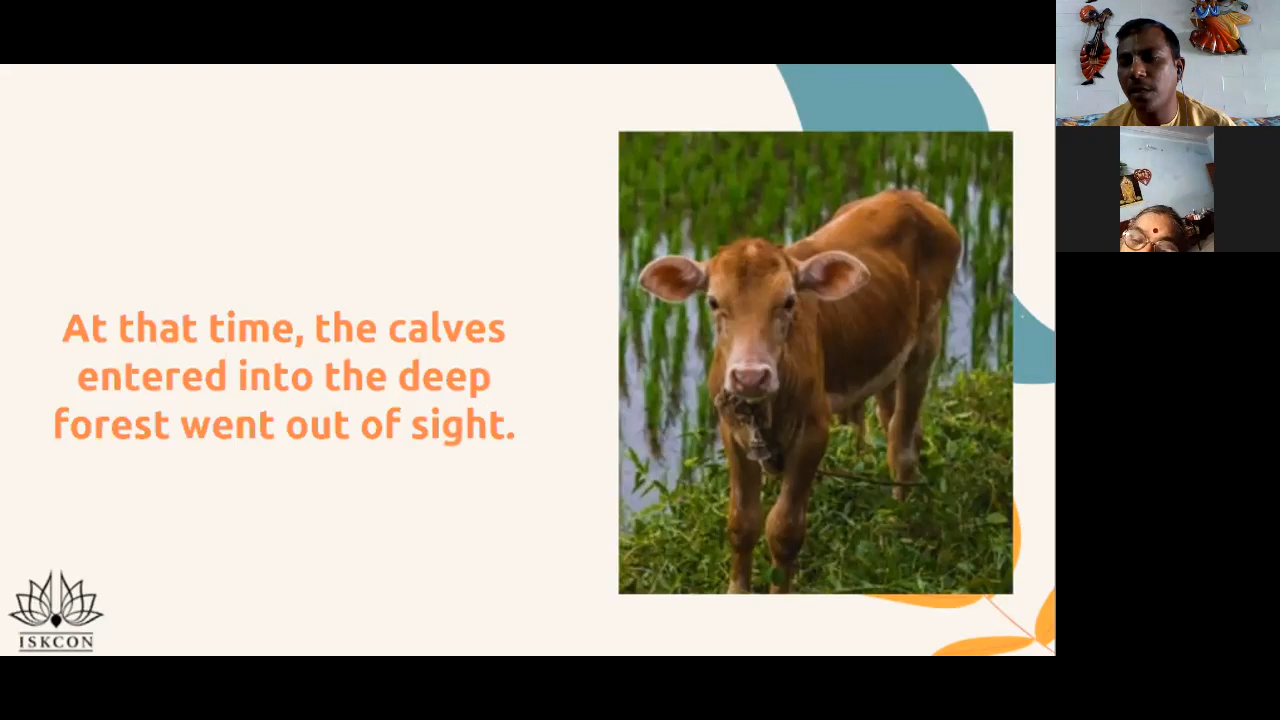 At that time, the calves
entered into the deep
forest went out of sight.
ISKCON